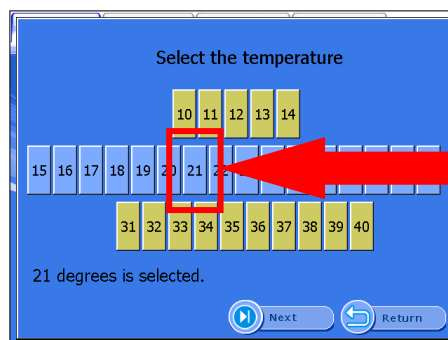 Select the temperature
10 11 12 13 14
15 16 17 18 19 20 21 22
31 32 33 34 35 36 37 38 39 40
21 degrees is selected.
Next Return